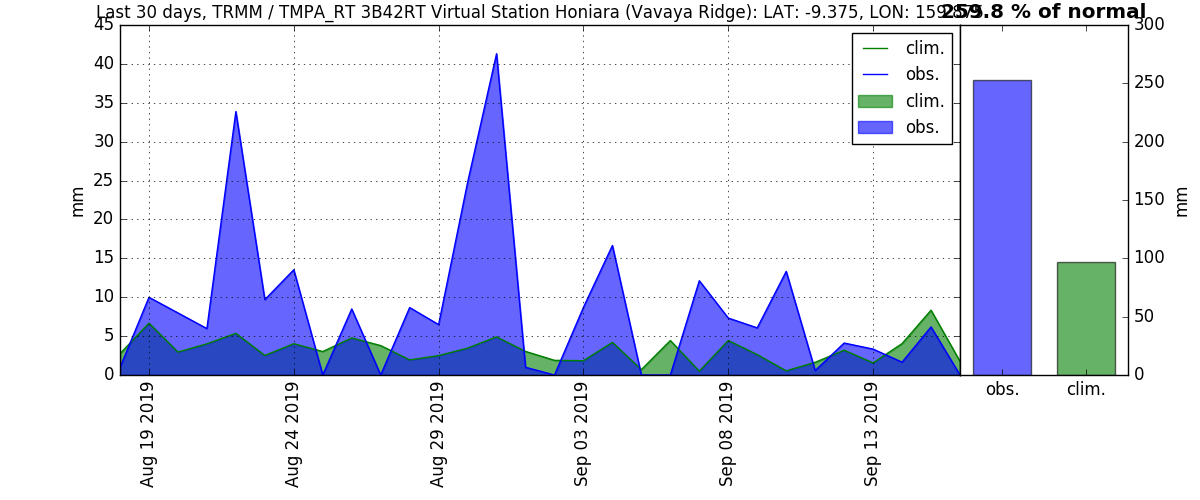 Last 30 days, TRMM / TMPA_RT 3B42RT Virtual Station Honiara (Vavaya Ridge): LAT: -9.375, LON:
259.8 % of normal
45
40
35
30
25
20
15
10
5
0
mm
clim.
obs.
clim.
obs.
Aug 19 2019
Aug 24 2019
Aug 29 2019
Sep 03 2019
Sep 08 2019
Sep 13 2019
300
250
200
150
100
50
0
mm
obs.
clim.